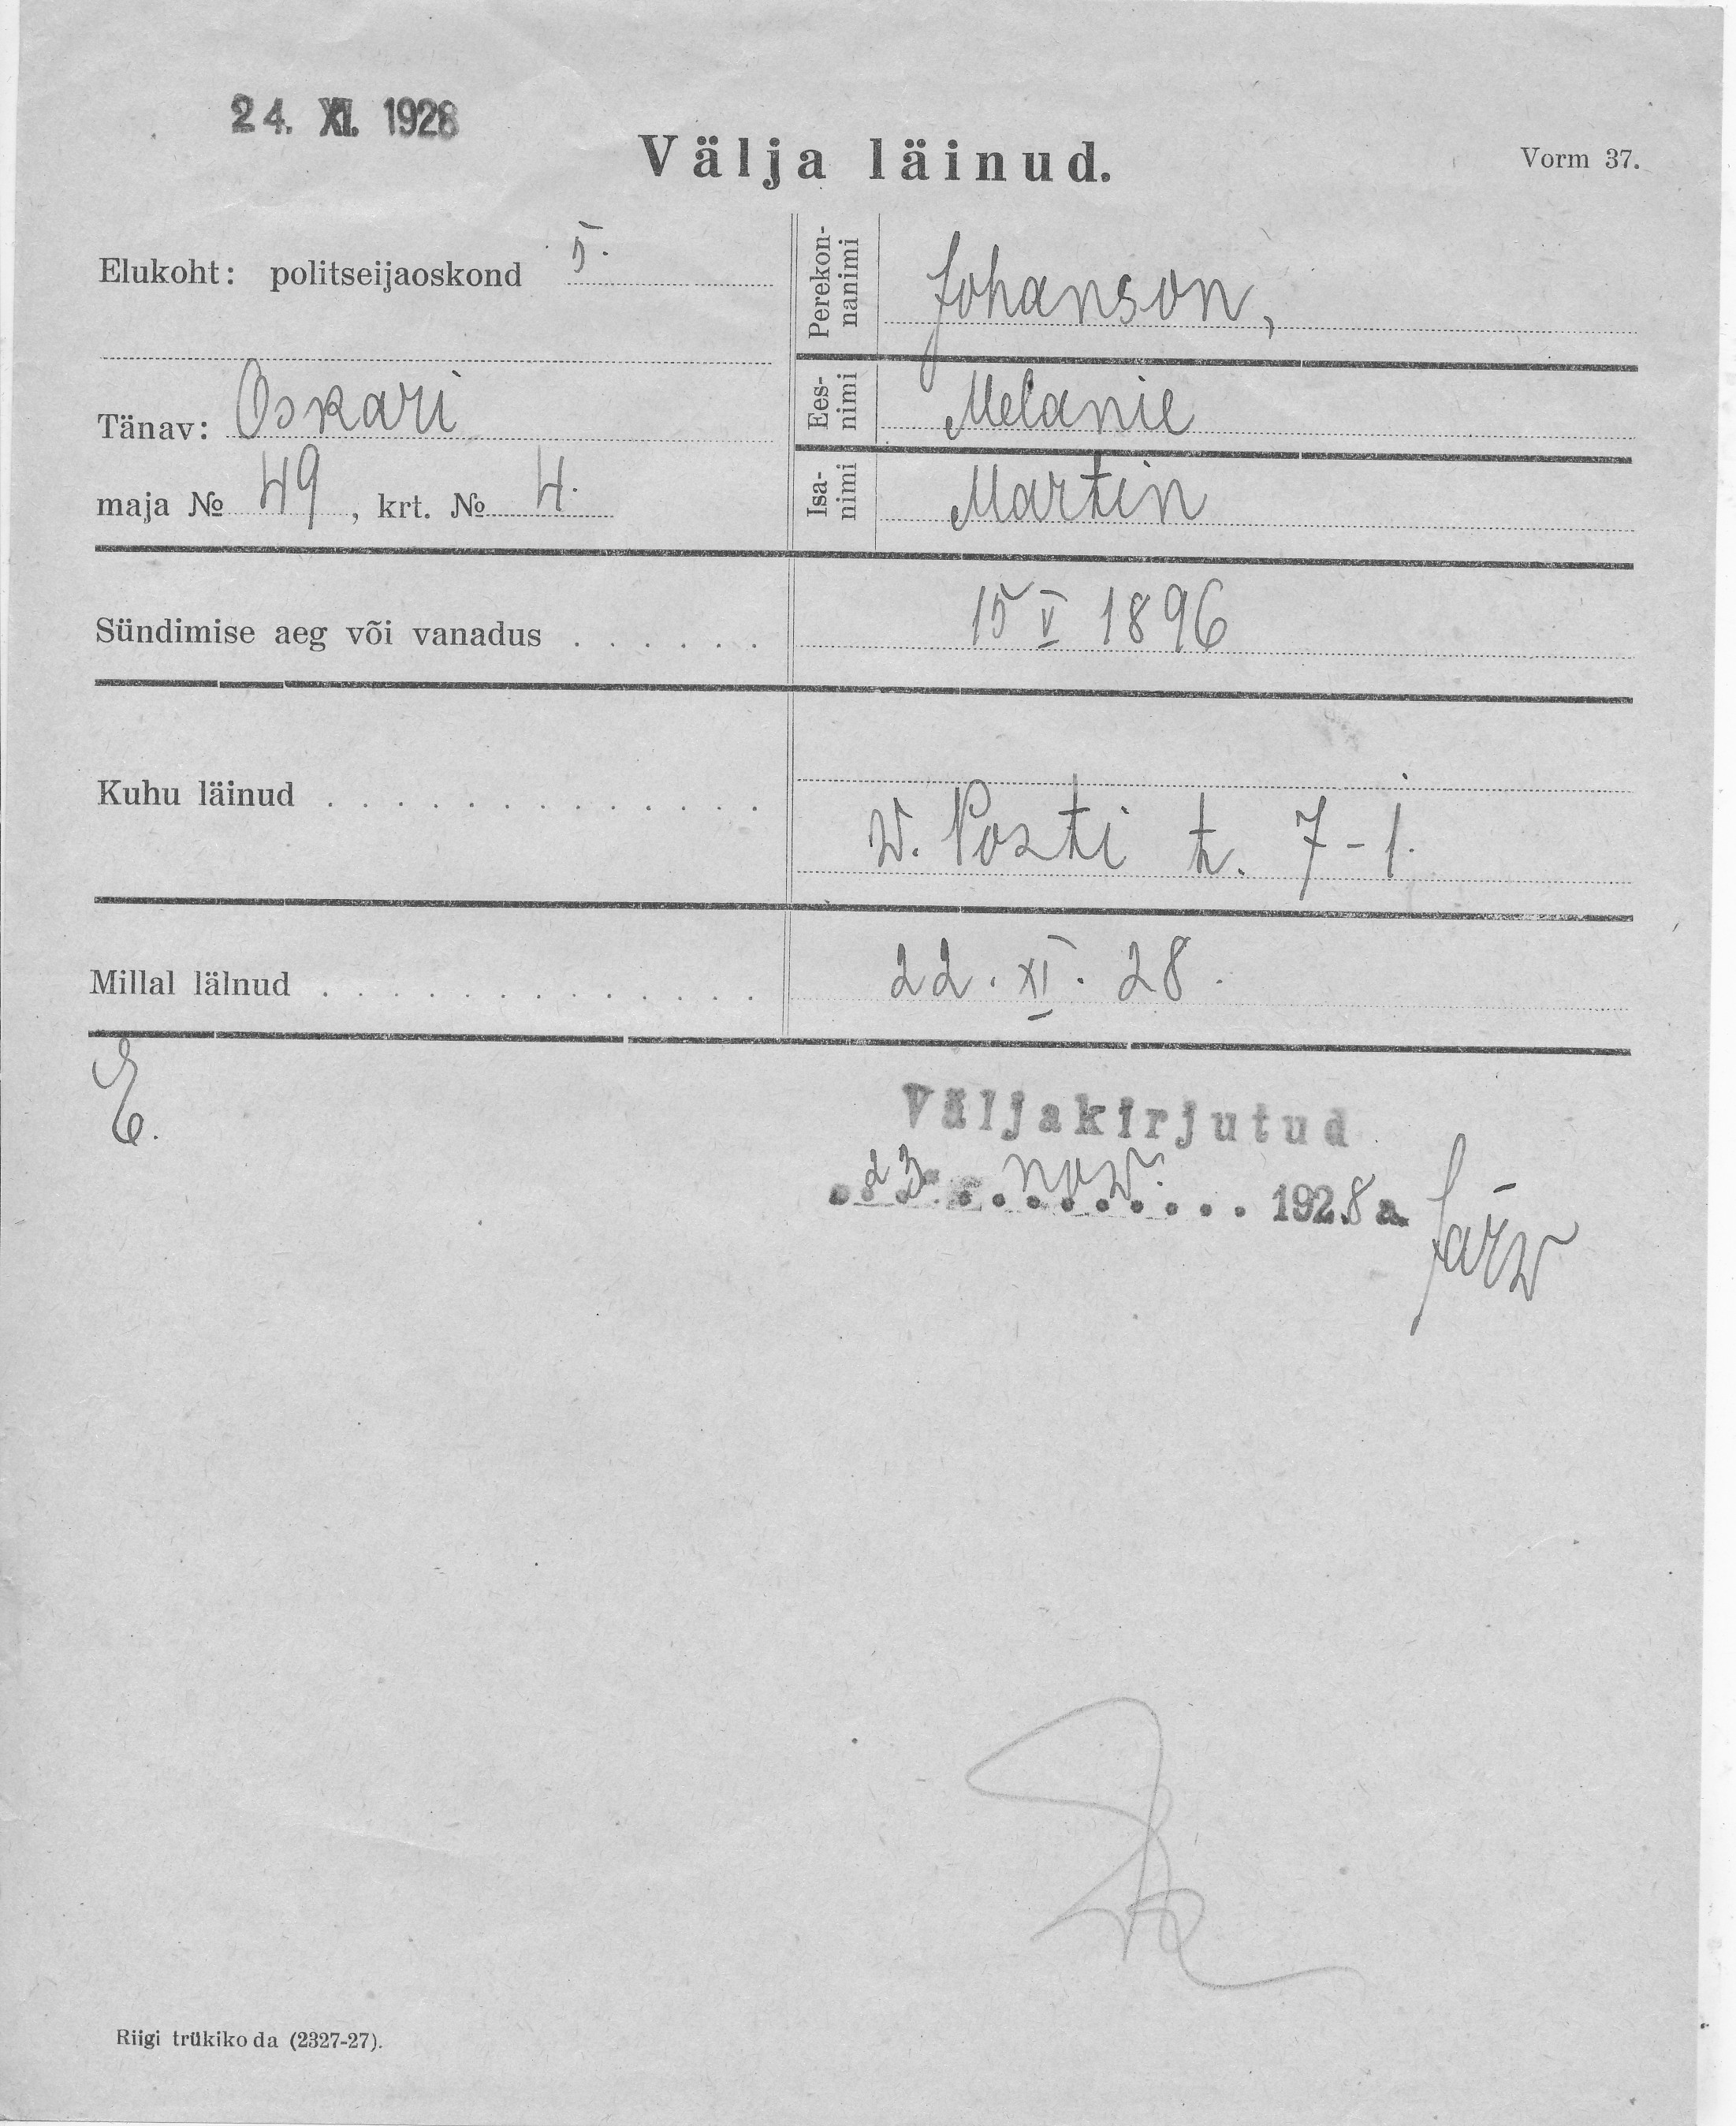 24. XI. 1928
Välja läinud.
Vorm 37.
Elukoht: politseijaoskond 5.
Tänav: Oskari
maja № 49, krt. № 4.
Perekon-
nanimi
Johanson,
Ees-
nimi
Melanie
Isa-
nimi
Martin
Sündimise aeg või vanadus . . . . . . 15 V 1896
Kuhu läinud . . . . . . . . . . . . . W. Posti t. 7-1.
Millal lälnud . . . . . . . . . . . . . 22. XI. 28.
E.
Väljakirjutud
23. nov. 1928 a. Järw
Riigi trükikoda (2327-27).